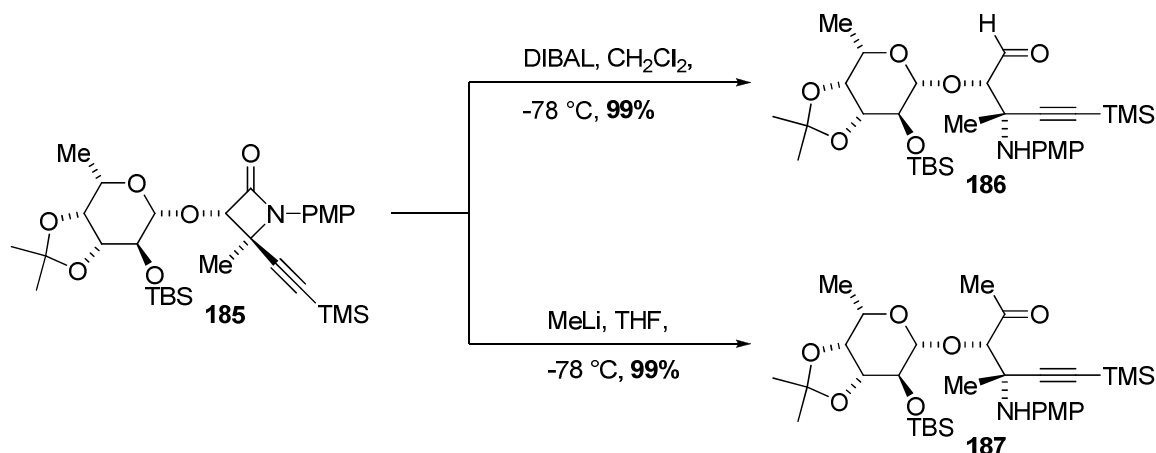 Me
O
O
O
O
O
TBS
185
O
N-PMP
Me
TMS
DIBAL, CH2Cl2,
-78 °C, 99%
MeLi, THF,
-78 °C, 99%
Me
H
O
O
O
O
O
O
TBS
Me
NHPMP
TMS
186
Me
Me
O
O
O
O
O
O
TBS
Me
NHPMP
TMS
187